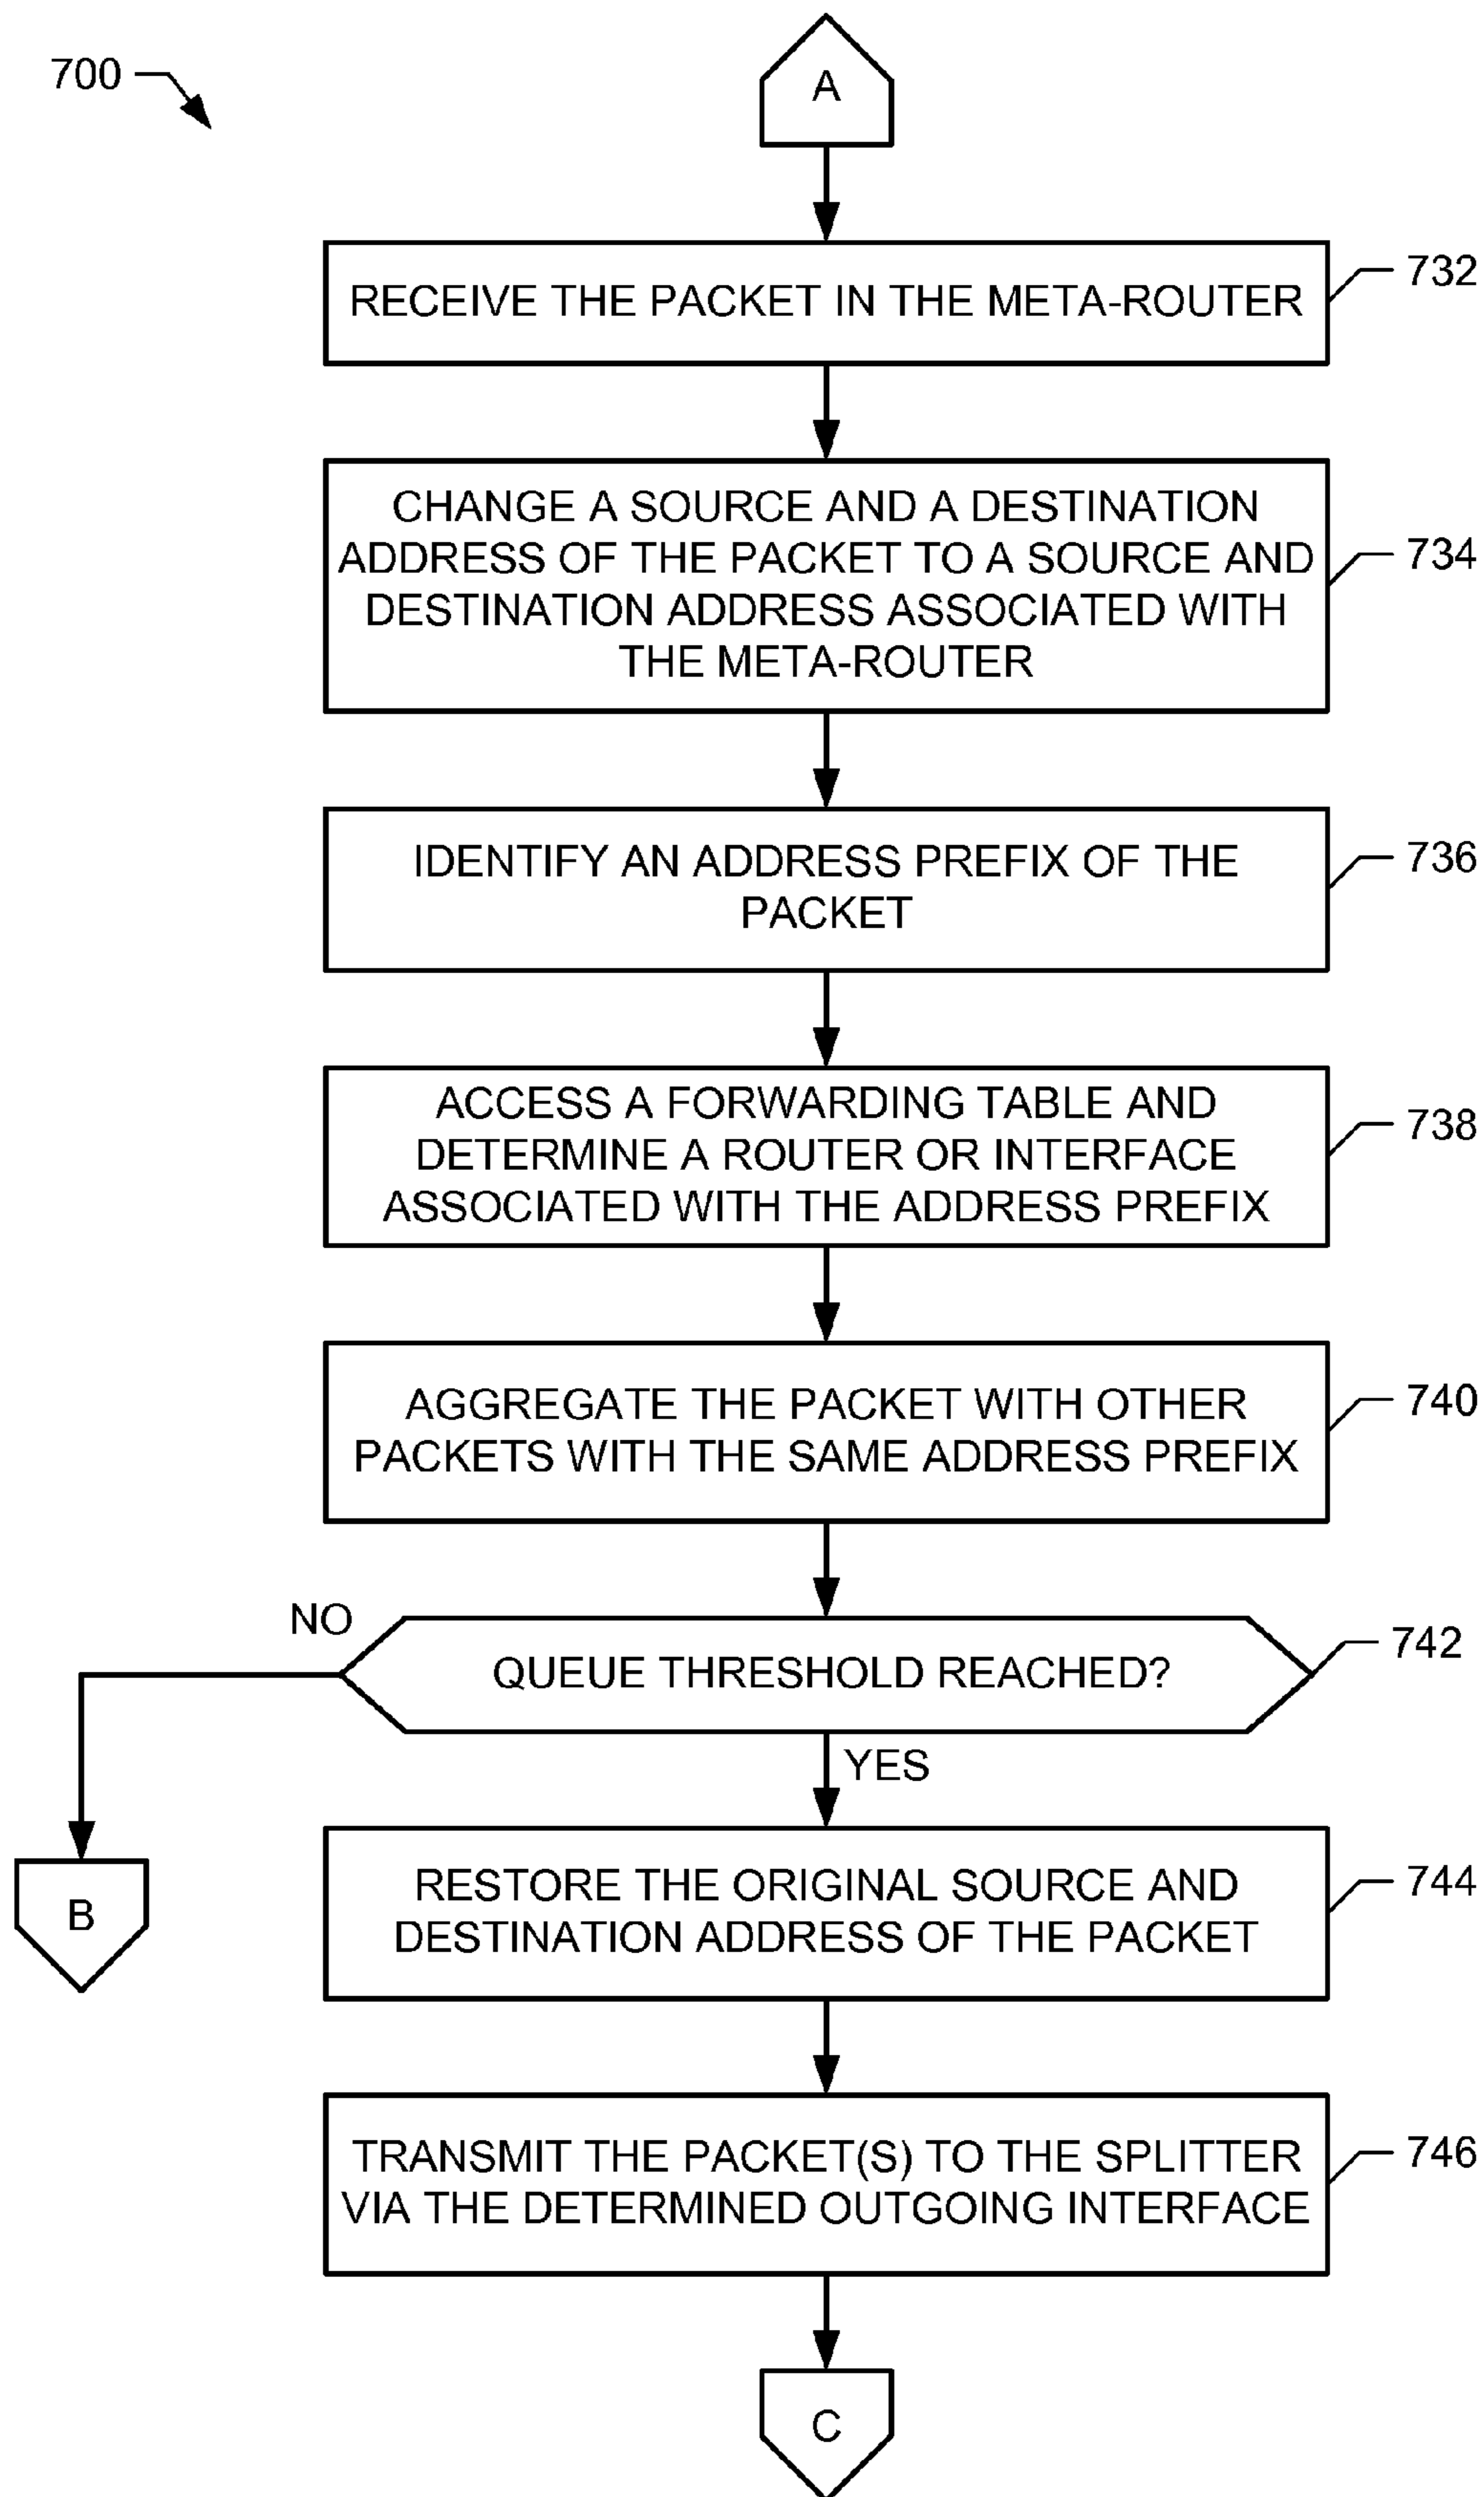 700
A
RECEIVE THE PACKET IN THE META-ROUTER
732
CHANGE A SOURCE AND A DESTINATION
ADDRESS OF THE PACKET TO A SOURCE AND
DESTINATION ADDRESS ASSOCIATED WITH
THE META-ROUTER
734
IDENTIFY AN ADDRESS PREFIX OF THE
PACKET
736
ACCESS A FORWARDING TABLE AND
DETERMINE A ROUTER OR INTERFACE
ASSOCIATED WITH THE ADDRESS PREFIX
738
AGGREGATE THE PACKET WITH OTHER
PACKETS WITH THE SAME ADDRESS PREFIX
740
NO
QUEUE THRESHOLD REACHED?
742
YES
B
RESTORE THE ORIGINAL SOURCE AND
DESTINATION ADDRESS OF THE PACKET
744
TRANSMIT THE PACKET(S) TO THE SPLITTER
VIA THE DETERMINED OUTGOING INTERFACE
746
C